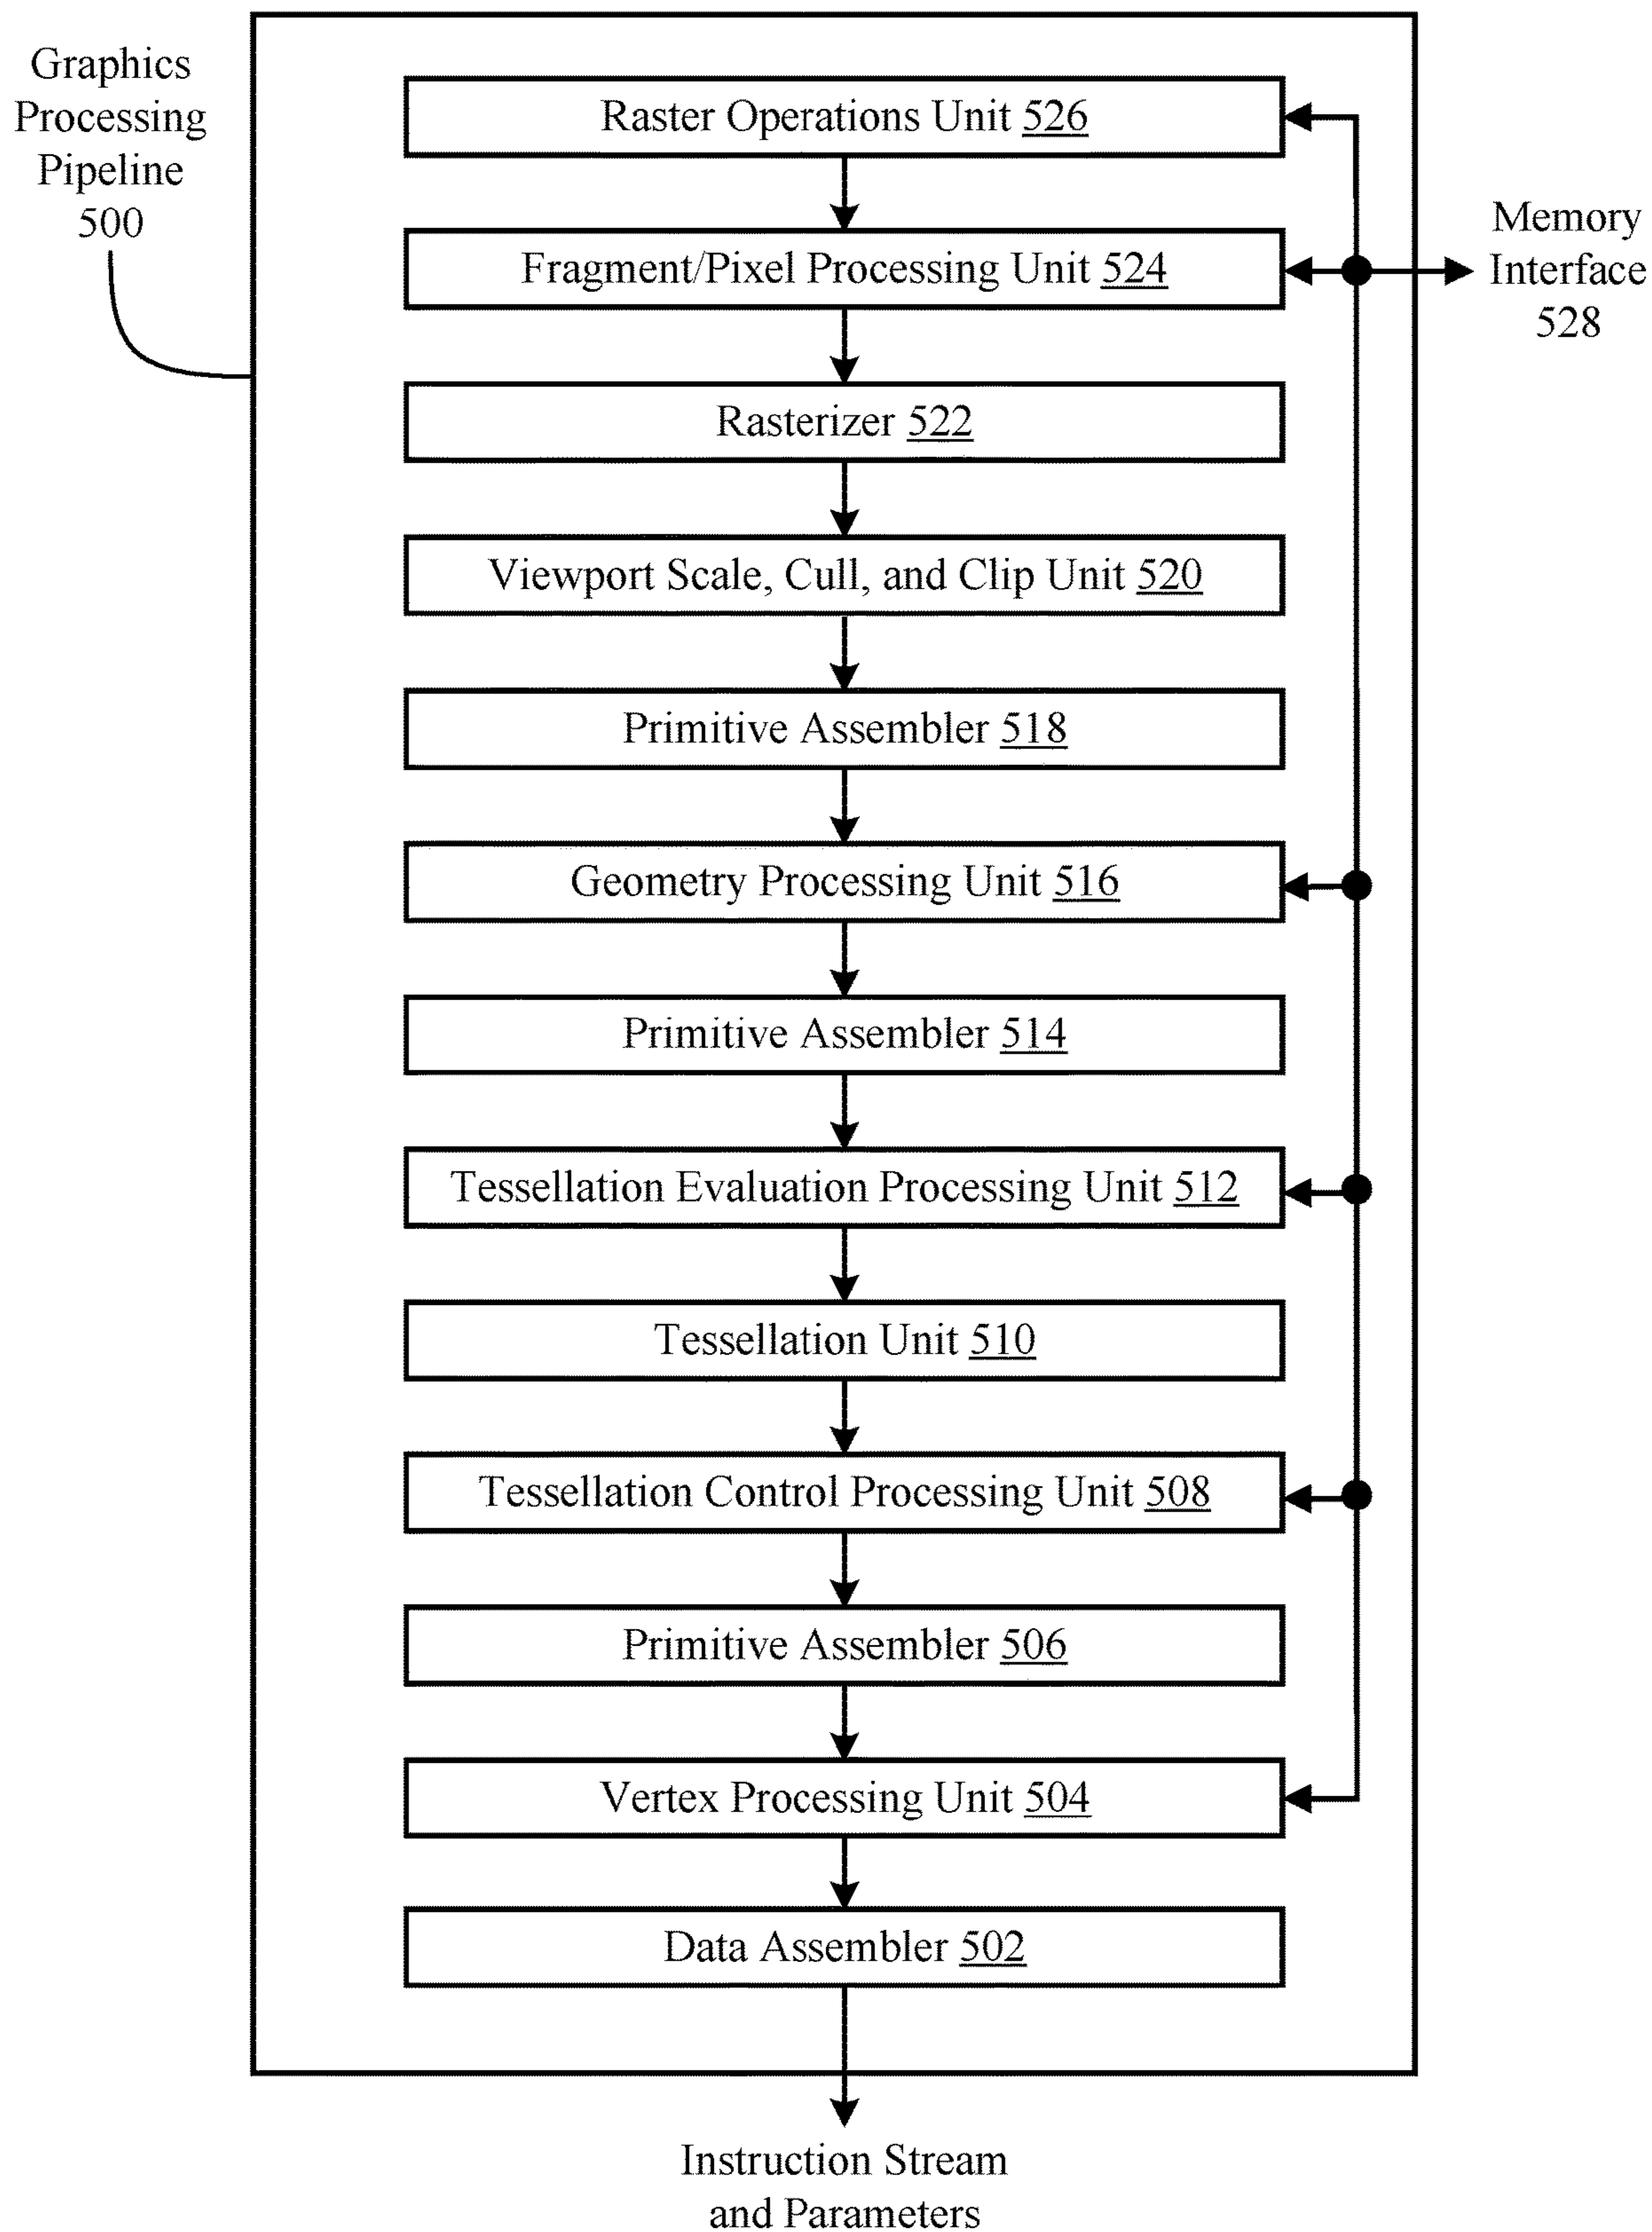 Graphics
Processing
Pipeline
500
Raster Operations Unit 526
Fragment/Pixel Processing Unit 524
Memory
Interface
528
Rasterizer 522
Viewport Scale, Cull, and Clip Unit 520
Primitive Assembler 518
Geometry Processing Unit 516
Primitive Assembler 514
Tessellation Evaluation Processing Unit 512
Tessellation Unit 510
Tessellation Control Processing Unit 508
Primitive Assembler 506
Vertex Processing Unit 504
Data Assembler 502
Instruction Stream
and Parameters